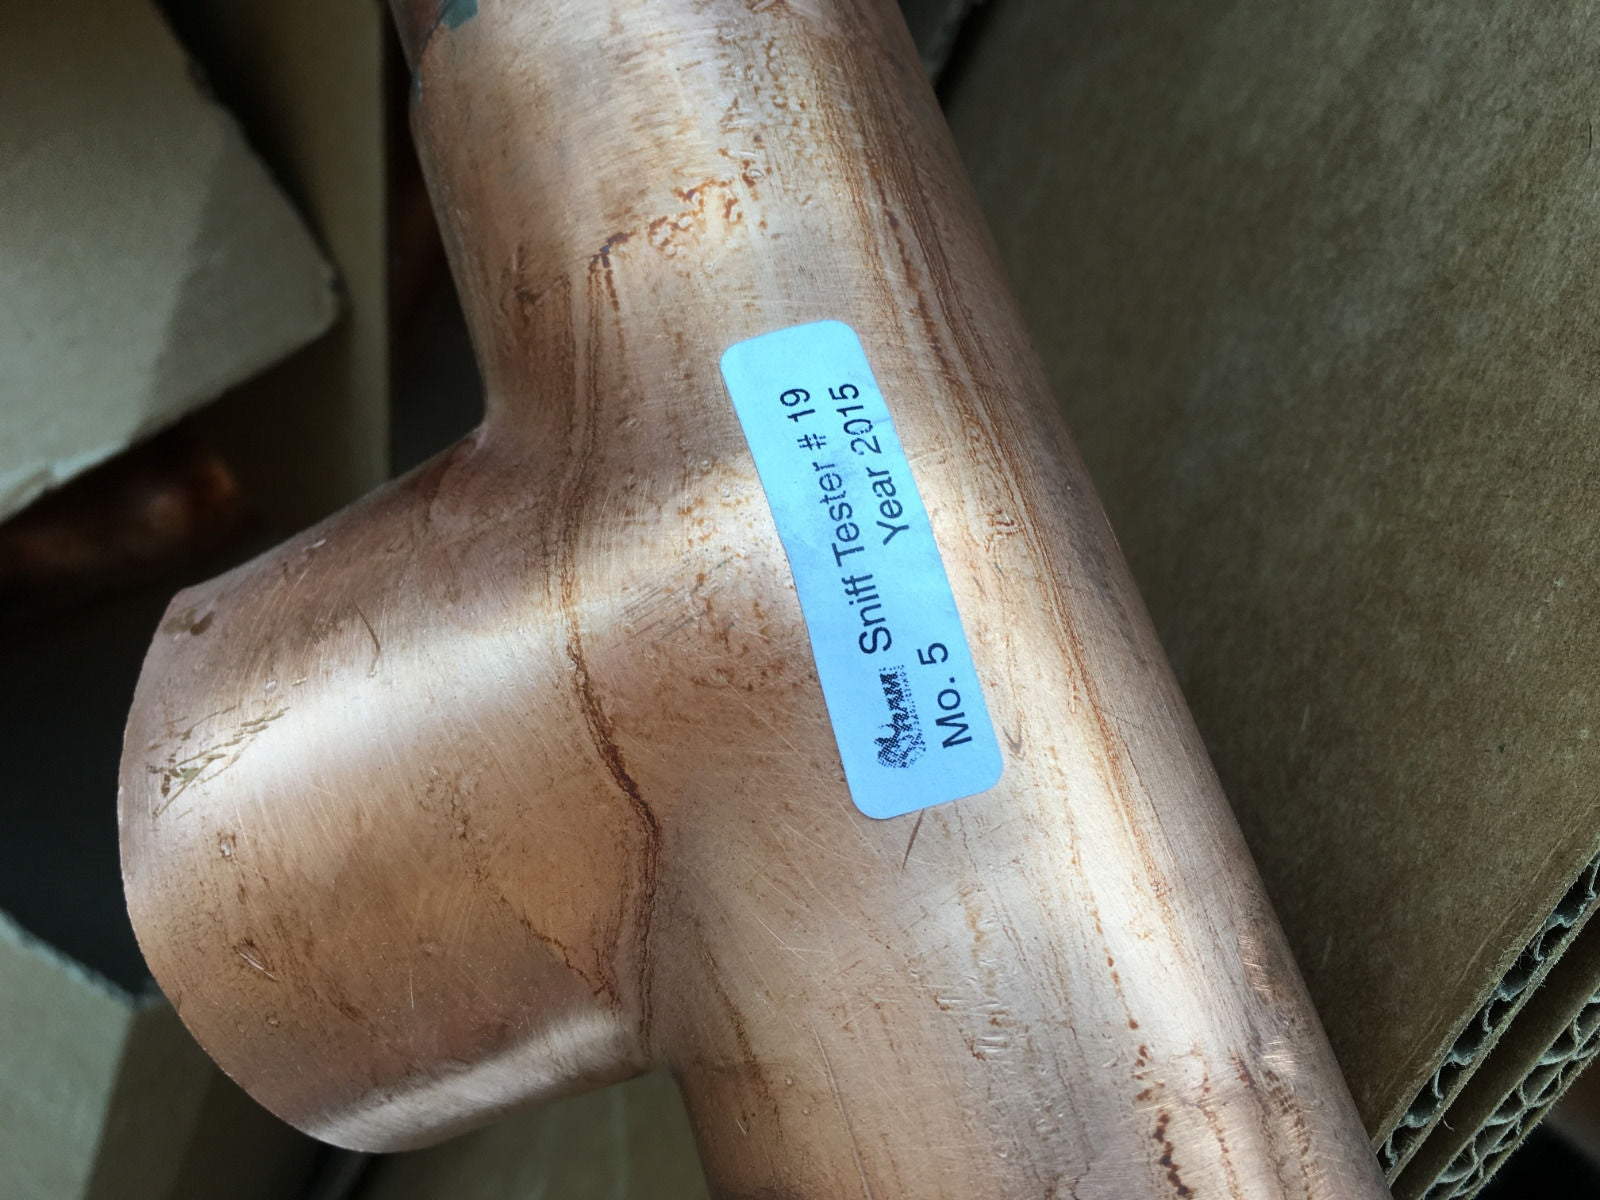 Sniff Tester # 19
Mo. 5 Year 2015